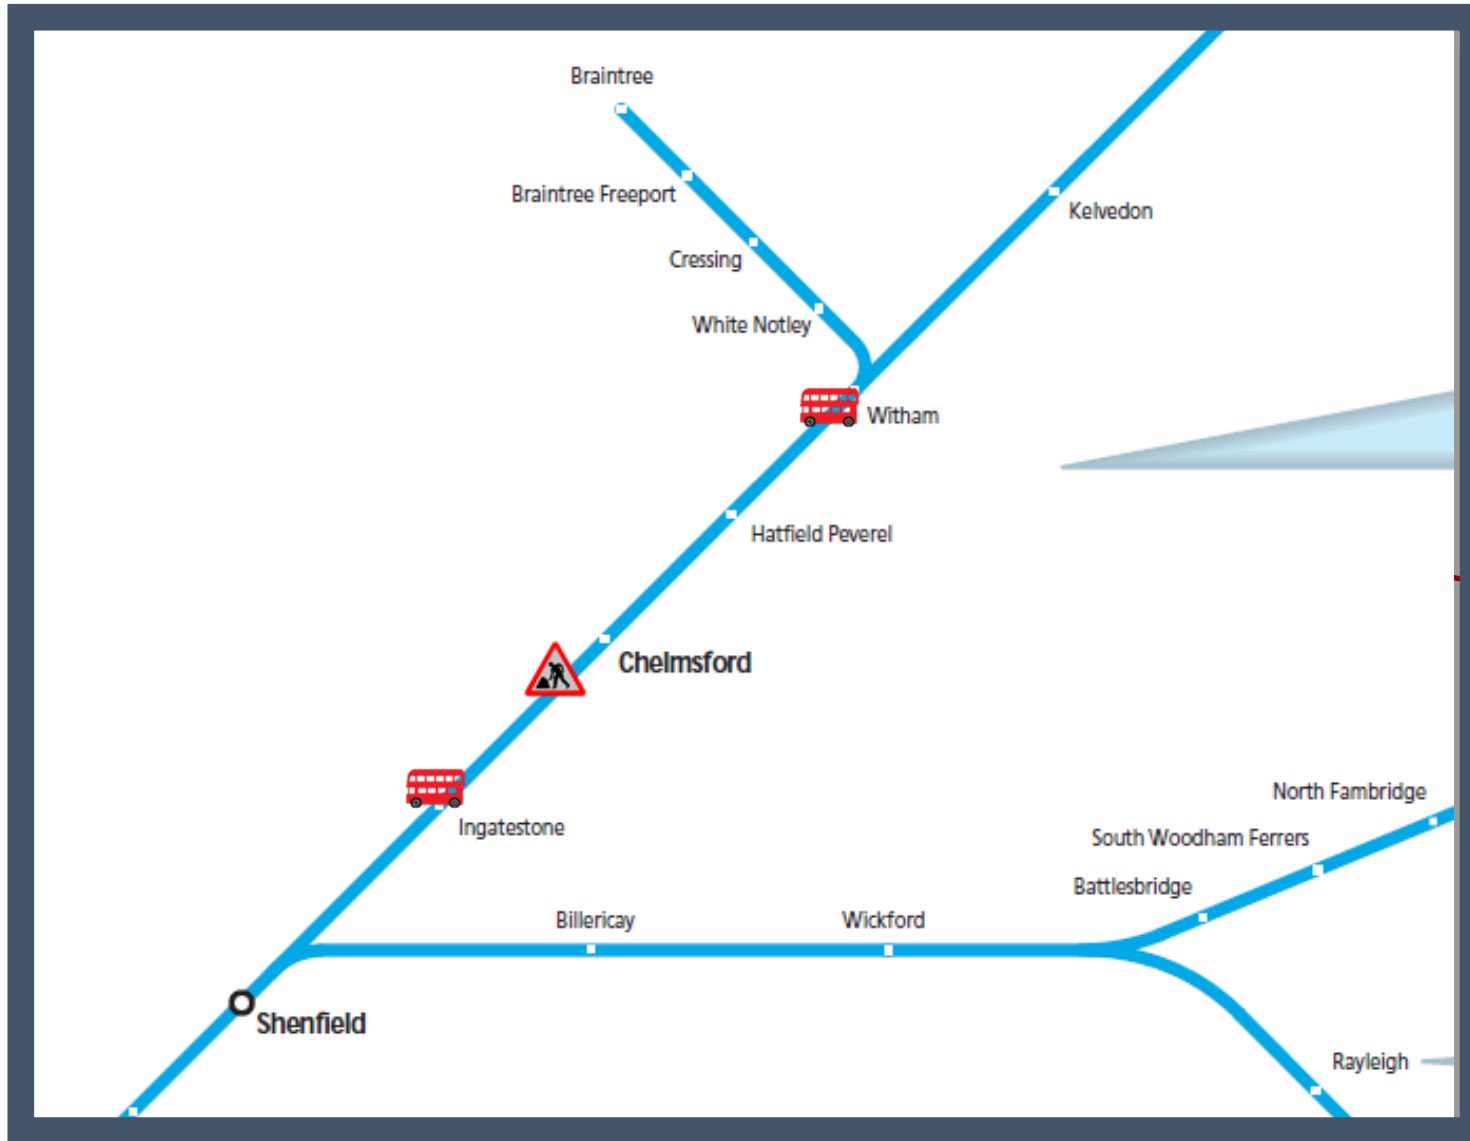 Braintree
Braintree Freeport
Kelvedon
Cressing
White Notley
Witham
Hatfield Peverel
Chelmsford
North Fambridge
Ingatestone
South Woodham Ferrers
Battlesbridge
Billericay
Wickford
Shenfield
Rayleigh